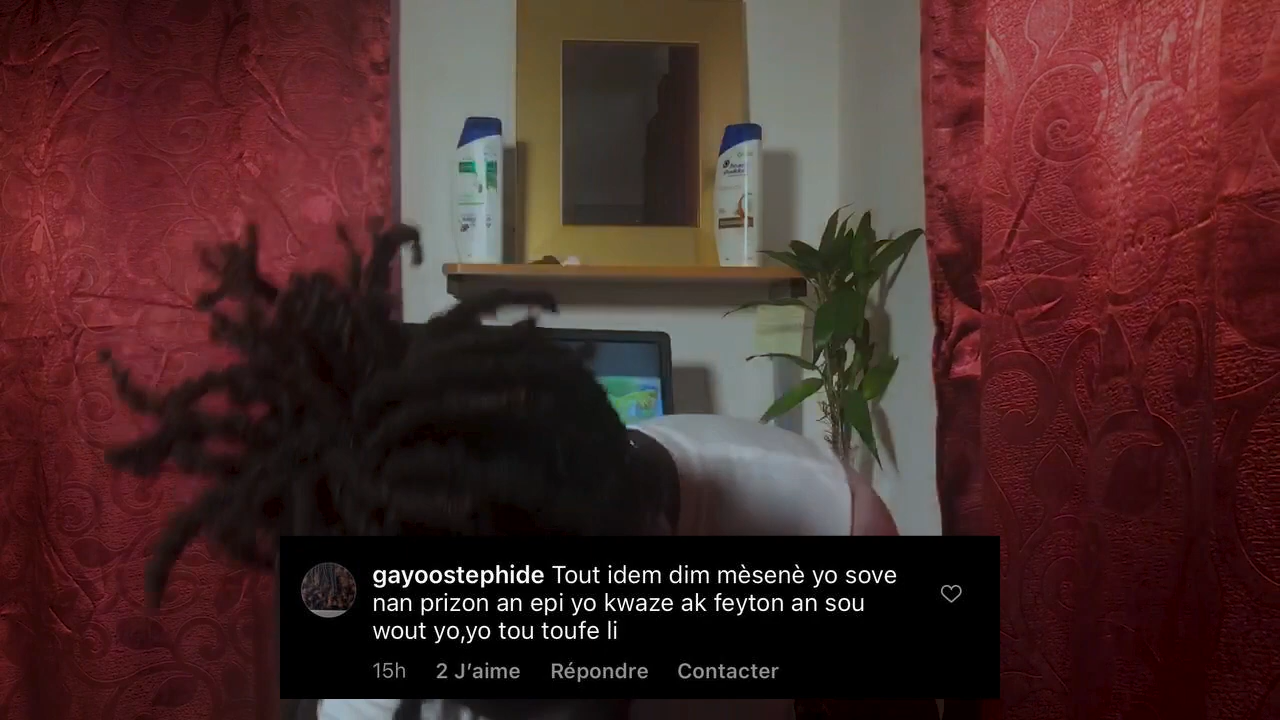 gayoostephide Tout idem dim mèsenè yo sove
nan prizon an epi yo kwaze ak feyton an sou
wout yo,yo tou toufe li
15h 2 J’aime Répondre Contacter